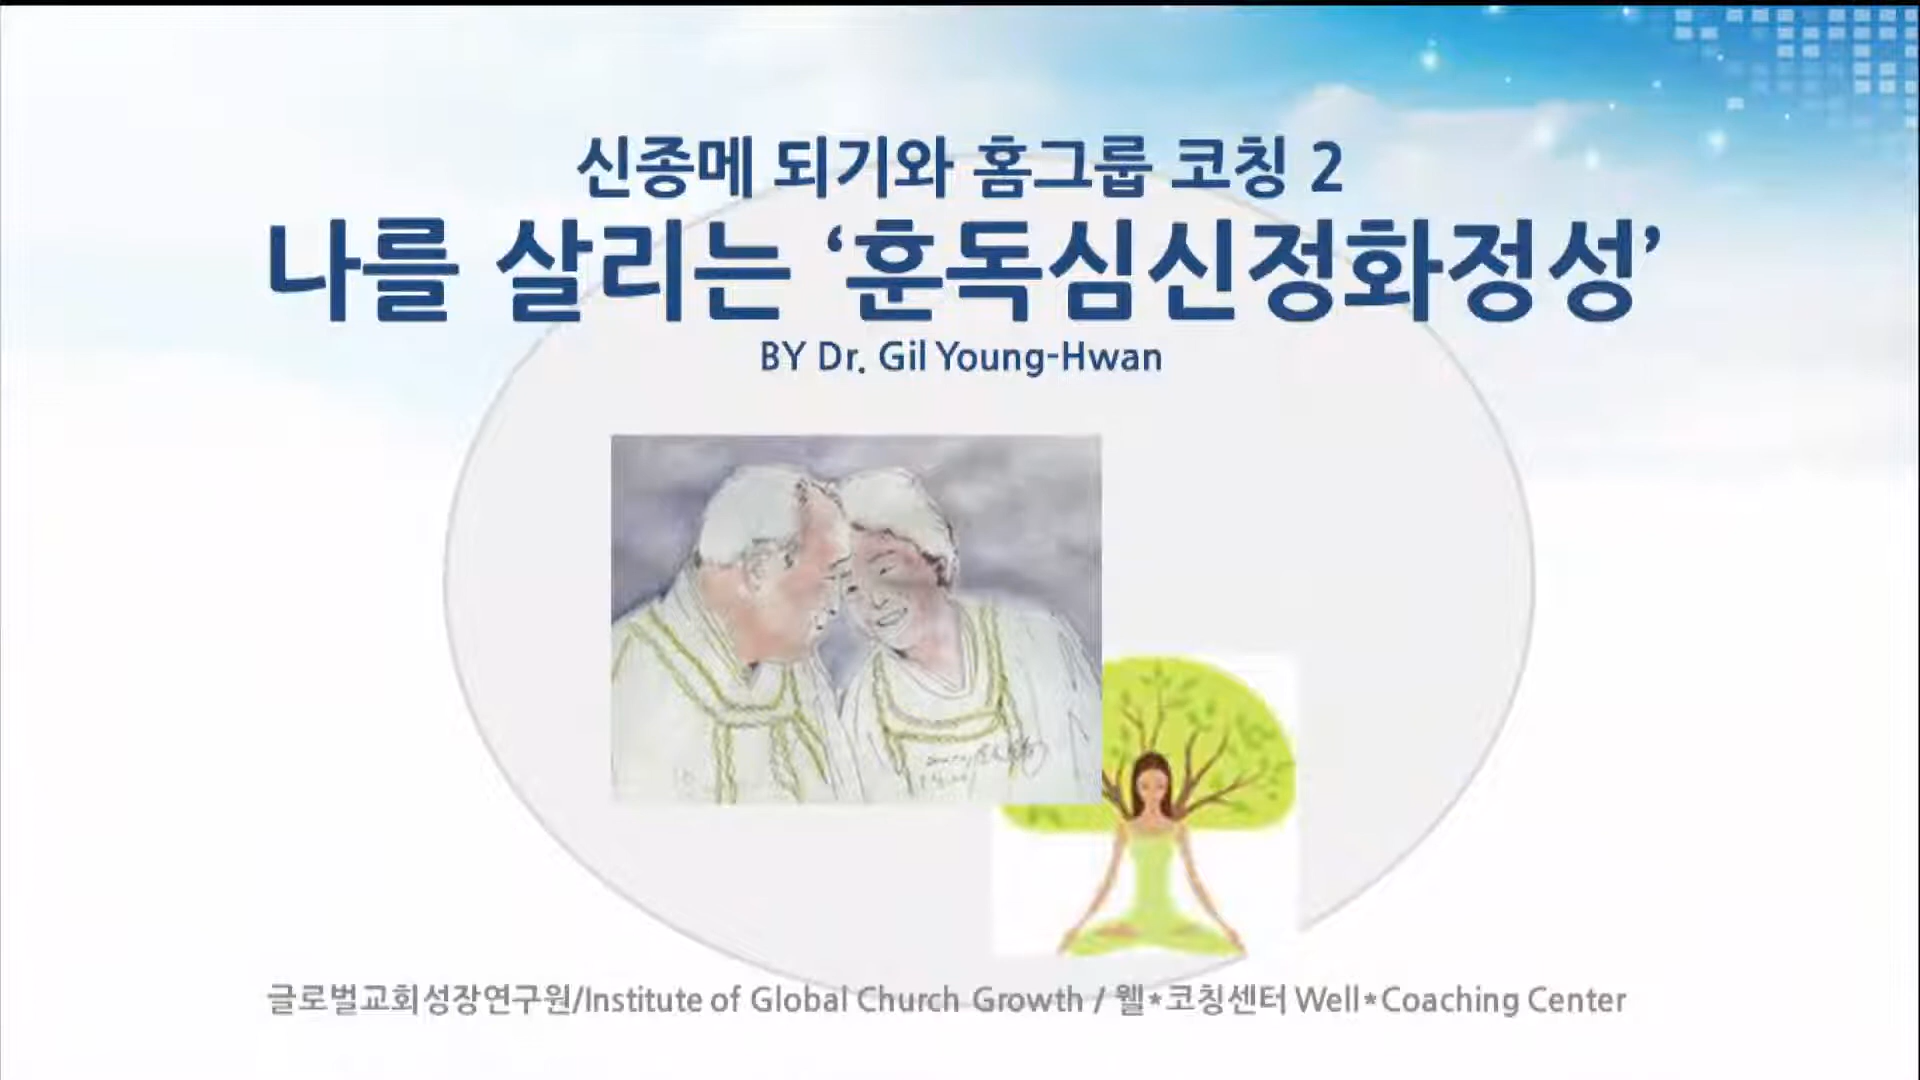 신종메 되기와 홈그룹 코칭 2
나를 살리는 ‘훈독심신정화정성’
BY Dr. Gil Young-Hwan
글로벌교회성장연구원/Institute of Global Church Growth / 웰*코칭센터 Well*Coaching Center